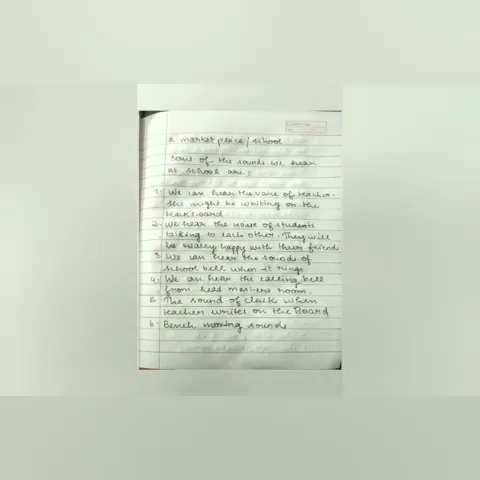 a market place / school
Some of the sounds we hear
as school are:
1. We can hear the voice of teacher.
She might be writing on the
blackboard
2. We hear the voice of students
talking to each other. They will
be really happy with their friend
3. We can hear the sounds of
school bell when it rings
4. We can hear the calling bell
from head masters room.
5. The sound of chalk when
teacher writes on the Board
6. Bench moving sounds